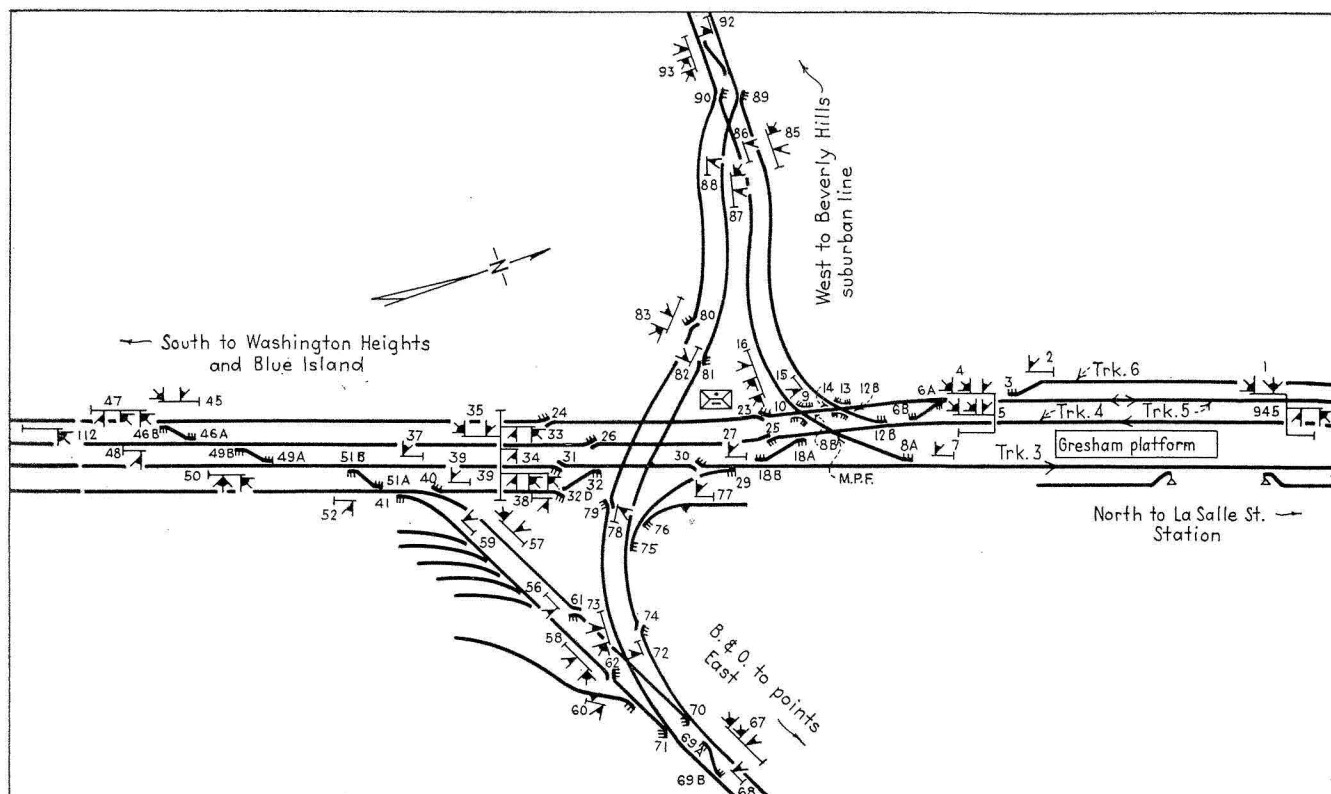 92
93
90
89
85
86
88
87
West to Beverly Hills
suburban line
N
83
80
82
81
South to Washington Heights
and Blue Island
16
15
14
13
12B
9
10
23
25
6A
6B
12B
8B
8A
18A
18B
M.P.F.
4
5
3
2
7
1
945
Trk. 6
Trk. 5
Trk. 4
Trk. 3
Gresham platform
North to La Salle St.
Station
47
45
112
46B
46A
48
49B
49A
50
51B
51A
52
41
40
37
39
39
35
33
34
38
24
26
31
32
32D
27
30
29
77
79
78
76
75
57
59
56
58
60
61
62
73
74
72
71
70
69A
69B
68
67
B. & O. to points
East